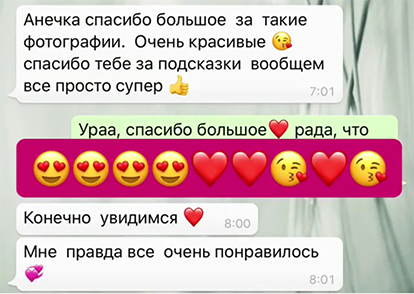 Анечка спасибо большое за такие
фотографии. Очень красивые 😘
спасибо тебе за подсказки вообщем
все просто супер 👍
7:01
Ураа, спасибо большое❤️ рада, что
😍😍😍😍❤️❤️😘❤️😘
Конечно увидимся ❤️
8:00
Мне правда все очень понравилось
💞
8:01